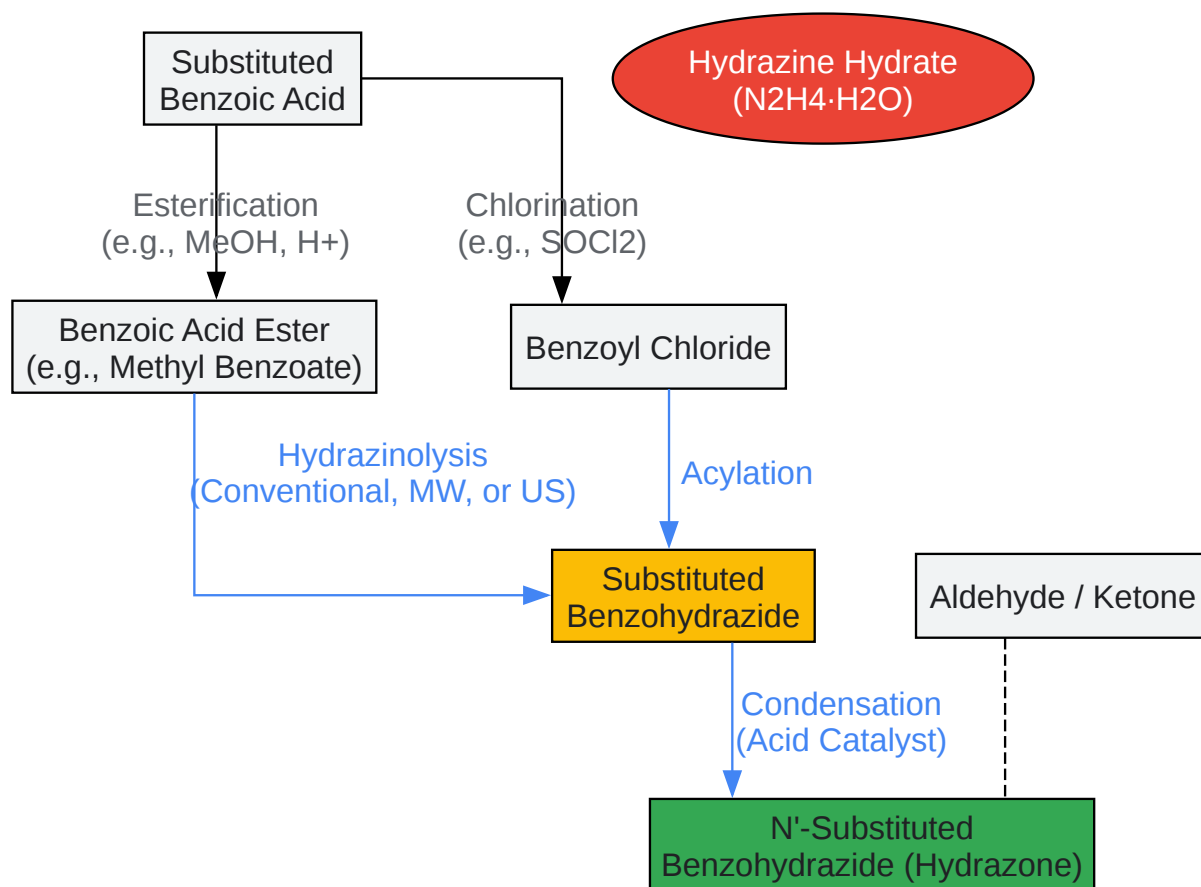 Substituted
Benzoic Acid
Hydrazine Hydrate
(N2H4·H2O)
Esterification
(e.g., MeOH, H+)
Chlorination
(e.g., SOCl2)
Benzoic Acid Ester
(e.g., Methyl Benzoate)
Benzoyl Chloride
Hydrazinolysis
(Conventional, MW, or US)
Acylation
Substituted
Benzohydrazide
Aldehyde / Ketone
Condensation
(Acid Catalyst)
N'-Substituted
Benzohydrazide (Hydrazone)